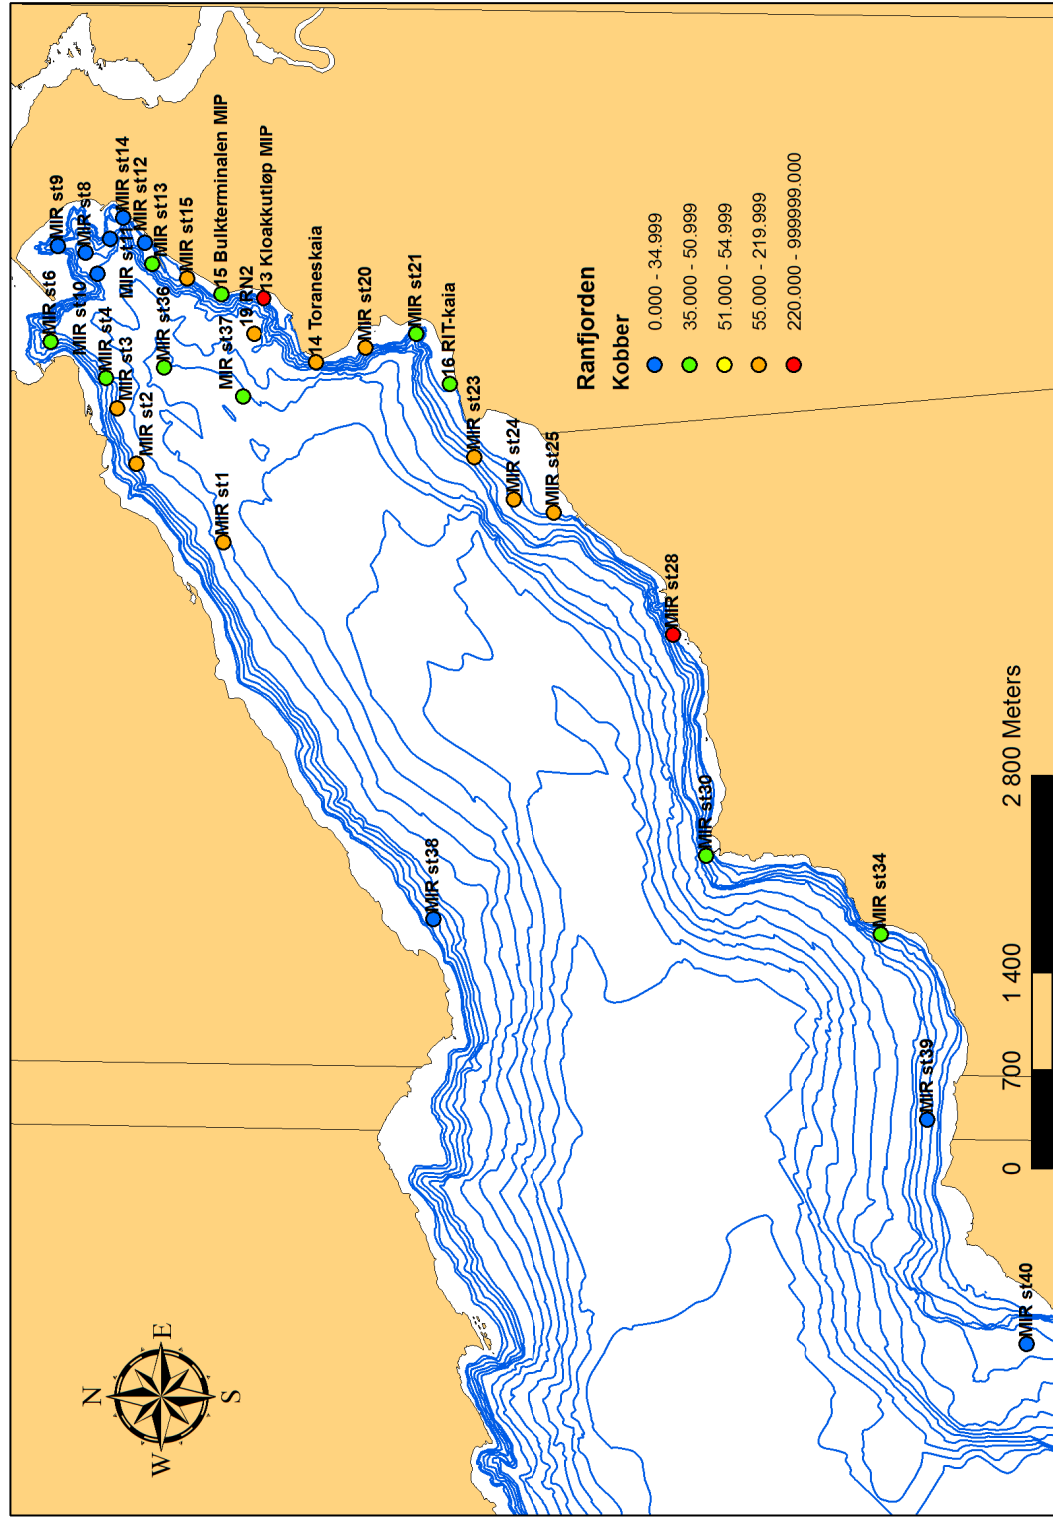 N
W
E
S
MIR st6
MIR st9
MIR st8
MIR st10
MIR st14
MIR st11
MIR st12
MIR st13
MIR st4
MIR st3
MIR st36
MIR st15
MIR st2
15 Bulkterminalen MIP
MIR st37
19 RN2
13 Kloakkutløp MIP
MIR st1
14 Toraneskaia
MIR st20
MIR st21
16 RIT-kaia
MIR st23
MIR st24
MIR st25
MIR st28
MIR st38
MIR st30
MIR st34
MIR st39
MIR st40
Ranfjorden
Kobber
0.000 - 34.999
35.000 - 50.999
51.000 - 54.999
55.000 - 219.999
220.000 - 999999.000
0 700 1 400 2 800 Meters